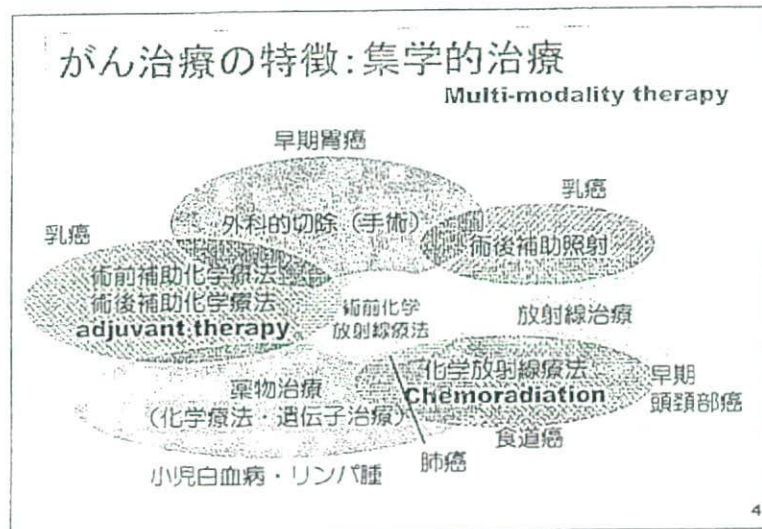 がん治療の特徴:集学的治療
Multi-modality therapy
早期胃癌
外科的切除(手術)
乳癌
術後補助照射
乳癌
術前補助化学療法
術後補助化学療法
adjuvant therapy
術前化学
放射線療法
放射線治療
化学放射線療法
Chemoradiation
早期
頭頚部癌
薬物治療
(化学療法・遺伝子治療)
食道癌
肺癌
小児白血病・リンパ腫
4